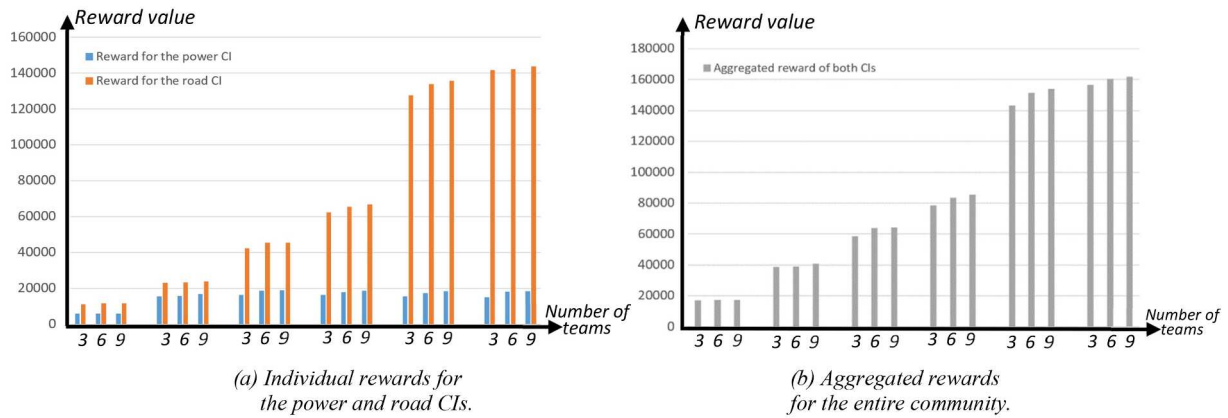 Reward value
160000
140000
120000
100000
80000
60000
40000
20000
0
Reward for the power CI
Reward for the road CI
3 6 9 3 6 9 3 6 9 3 6 9 3 6 9 3 6 9
Number of
teams
(a) Individual rewards for
the power and road CIs.
Reward value
180000
160000
140000
120000
100000
80000
60000
40000
20000
0
Aggregated reward of both CIs
3 6 9 3 6 9 3 6 9 3 6 9 3 6 9 3 6 9
Number of
teams
(b) Aggregated rewards
for the entire community.